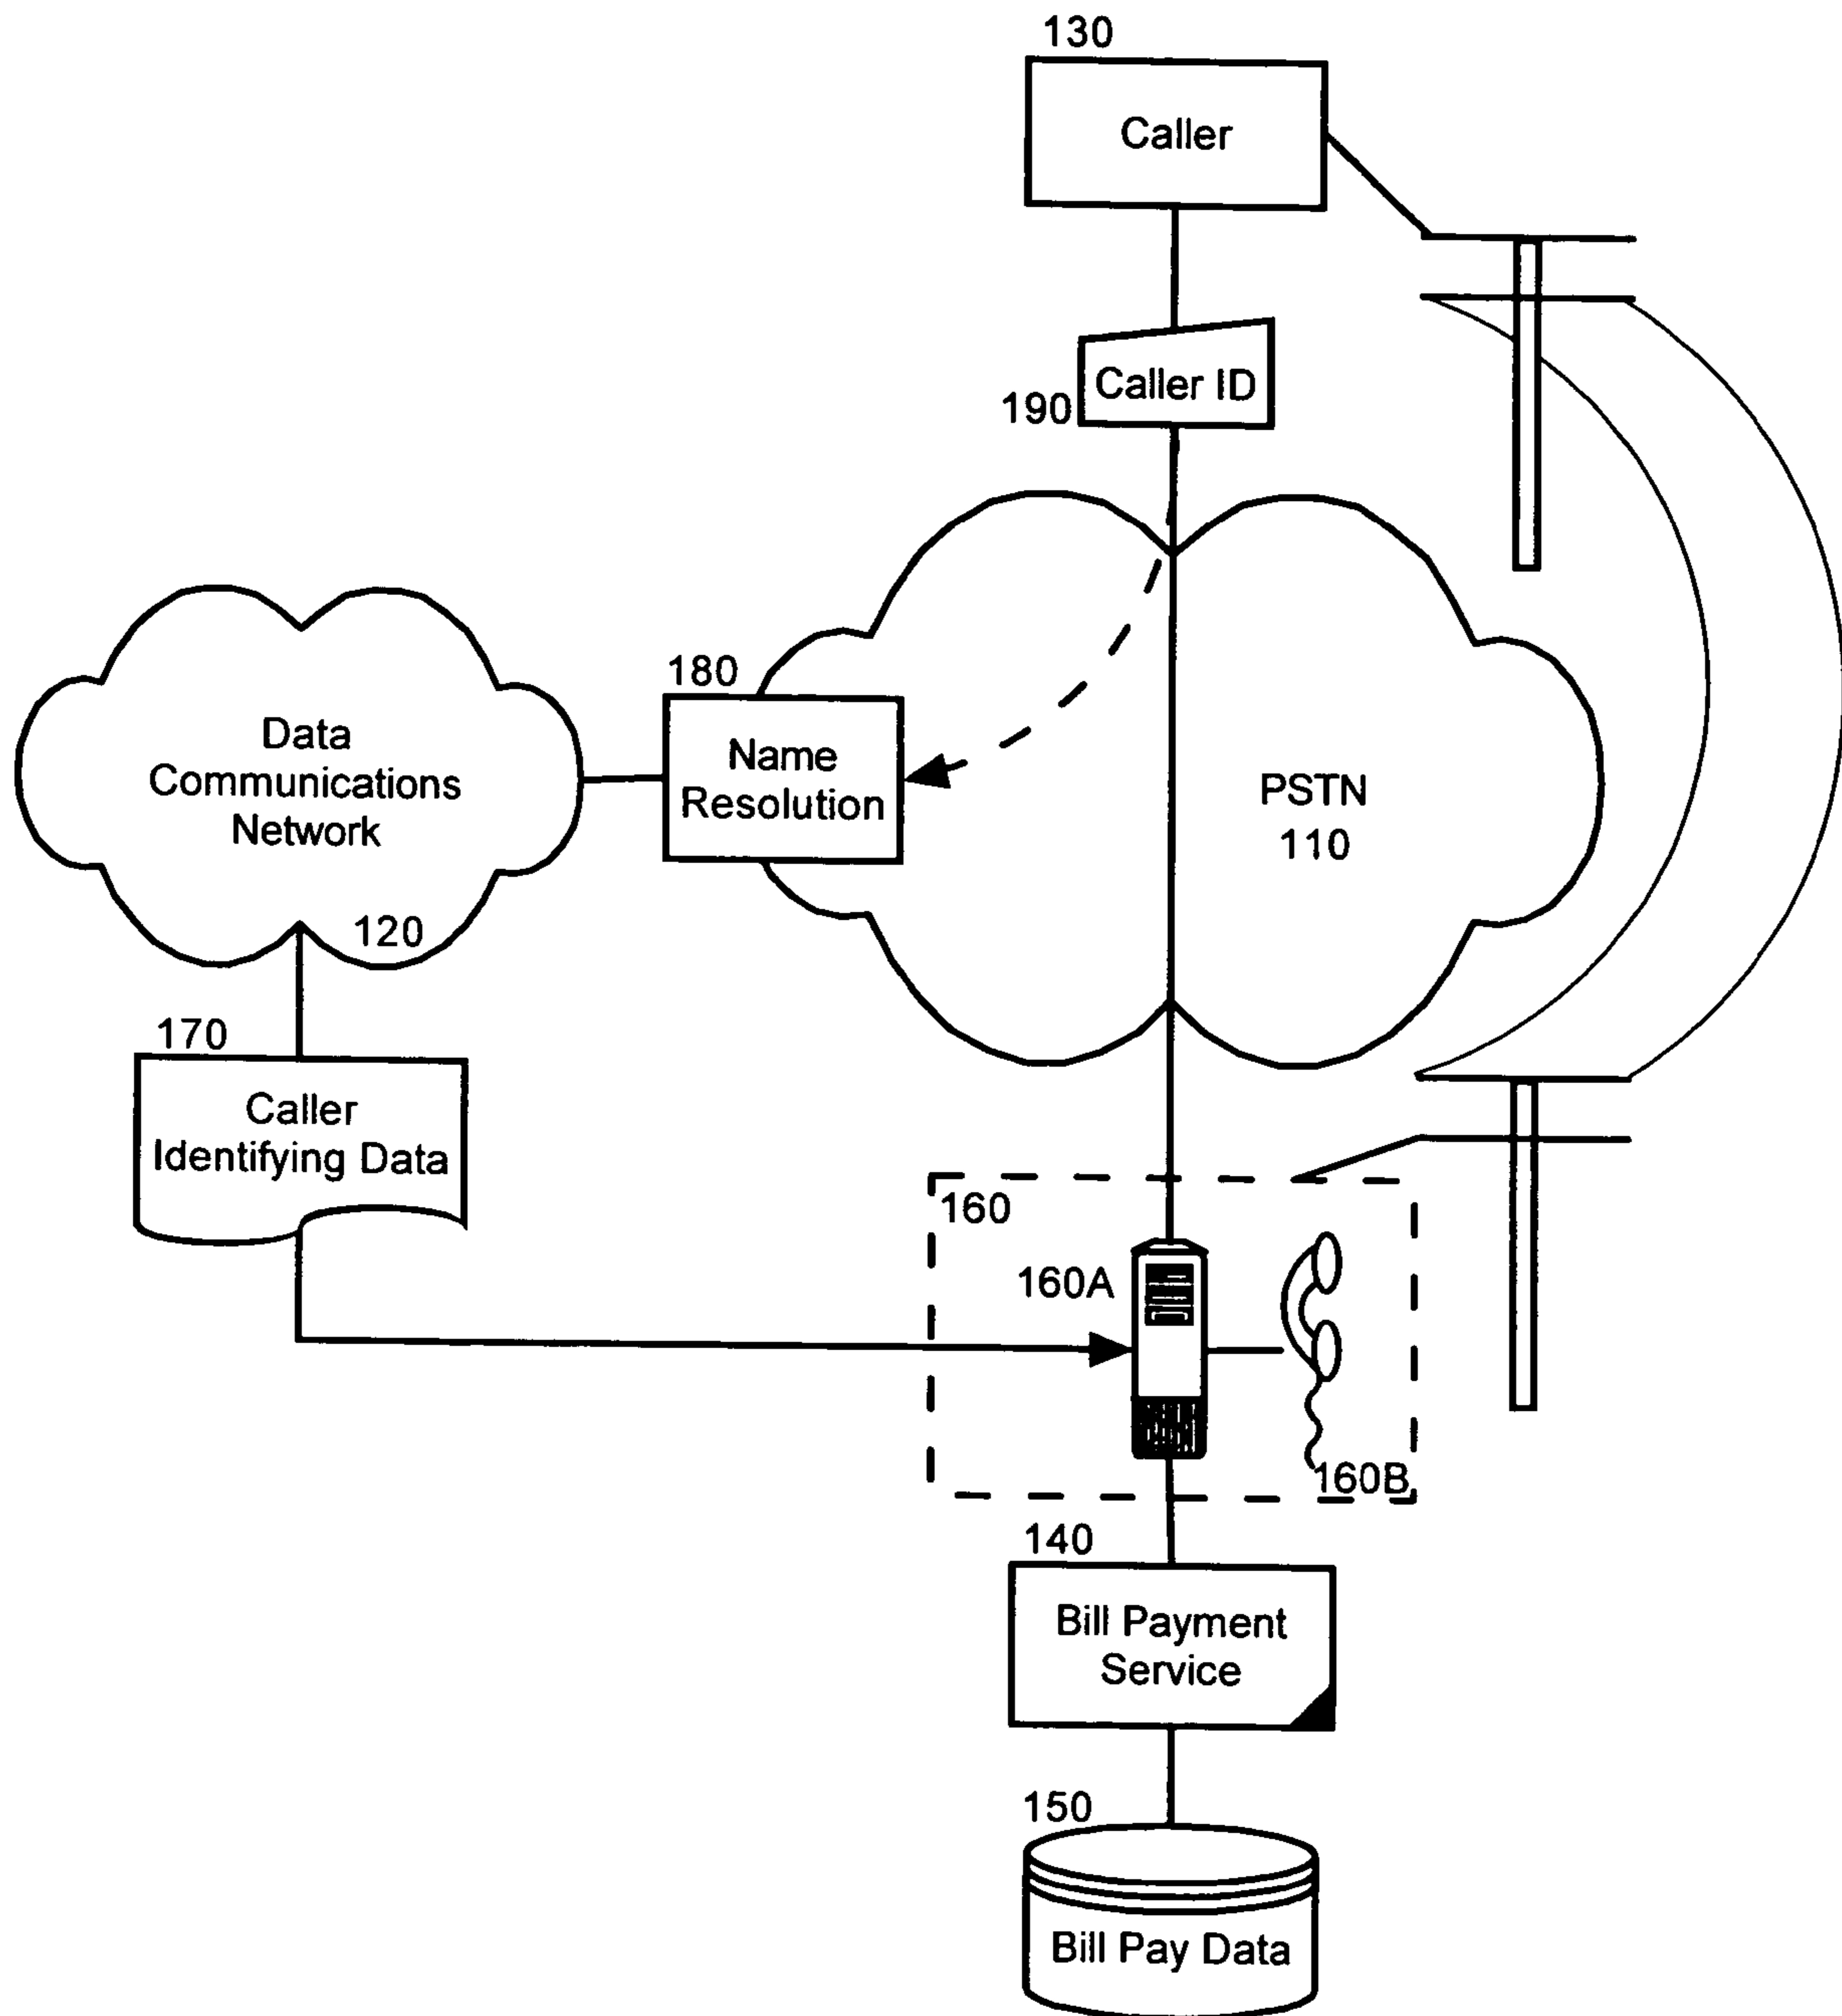 130
Caller
Caller ID
190
180
Data
Communications
Network
Name
Resolution
PSTN
110
120
170
Caller
Identifying Data
160
160A
160B
140
Bill Payment
Service
150
Bill Pay Data